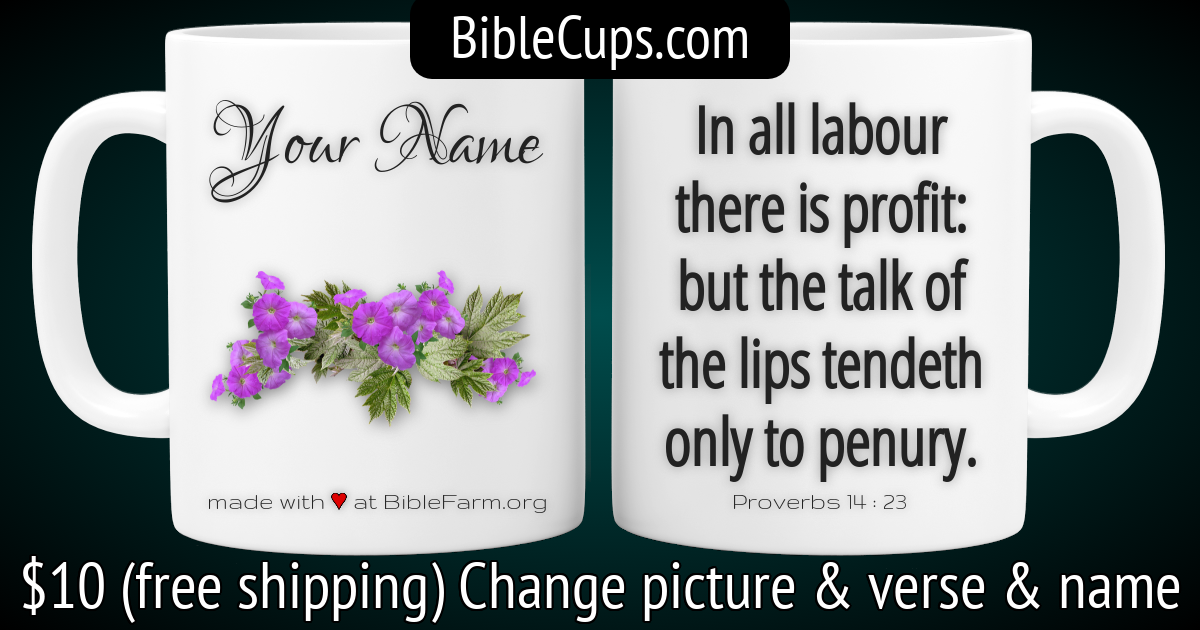 BibleCups.com
Your Name
made with ♥ at BibleFarm.org
In all labour
there is profit:
but the talk of
the lips tendeth
only to penury.
Proverbs 14 : 23
$10 (free shipping) Change picture & verse & name